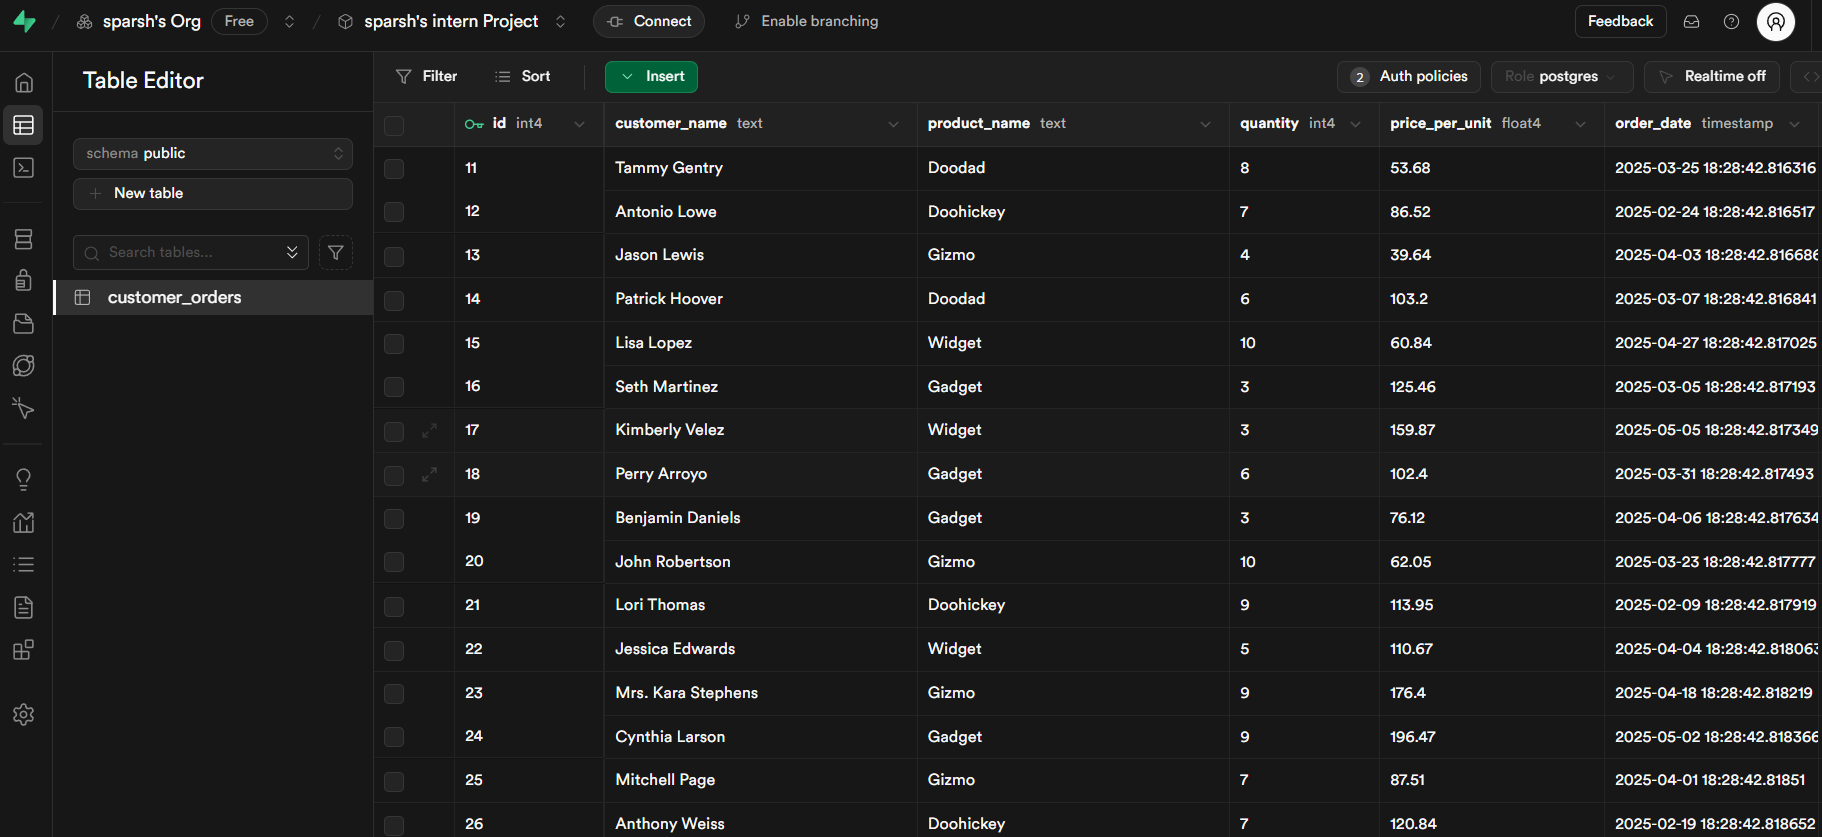 sparsh's Org Free sparsh's intern Project Connect Enable branching Feedback
Table Editor
Filter Sort Insert 2 Auth policies Role postgres Realtime off
schema public
New table
Search tables...
customer_orders
id int4 customer_name text product_name text quantity int4 price_per_unit float4 order_date timestamp
11 Tammy Gentry Doodad 8 53.68 2025-03-25 18:28:42.816316
12 Antonio Lowe Doohickey 7 86.52 2025-02-24 18:28:42.816517
13 Jason Lewis Gizmo 4 39.64 2025-04-03 18:28:42.816686
14 Patrick Hoover Doodad 6 103.2 2025-03-07 18:28:42.816841
15 Lisa Lopez Widget 10 60.84 2025-04-27 18:28:42.817025
16 Seth Martinez Gadget 3 125.46 2025-03-05 18:28:42.817193
17 Kimberly Velez Widget 3 159.87 2025-05-05 18:28:42.817349
18 Perry Arroyo Gadget 6 102.4 2025-03-31 18:28:42.817493
19 Benjamin Daniels Gadget 3 76.12 2025-04-06 18:28:42.817634
20 John Robertson Gizmo 10 62.05 2025-03-23 18:28:42.817777
21 Lori Thomas Doohickey 9 113.95 2025-02-09 18:28:42.817919
22 Jessica Edwards Widget 5 110.67 2025-04-04 18:28:42.818063
23 Mrs. Kara Stephens Gizmo 9 176.4 2025-04-18 18:28:42.818219
24 Cynthia Larson Gadget 9 196.47 2025-05-02 18:28:42.818366
25 Mitchell Page Gizmo 7 87.51 2025-04-01 18:28:42.81851
26 Anthony Weiss Doohickey 7 120.84 2025-02-19 18:28:42.818652